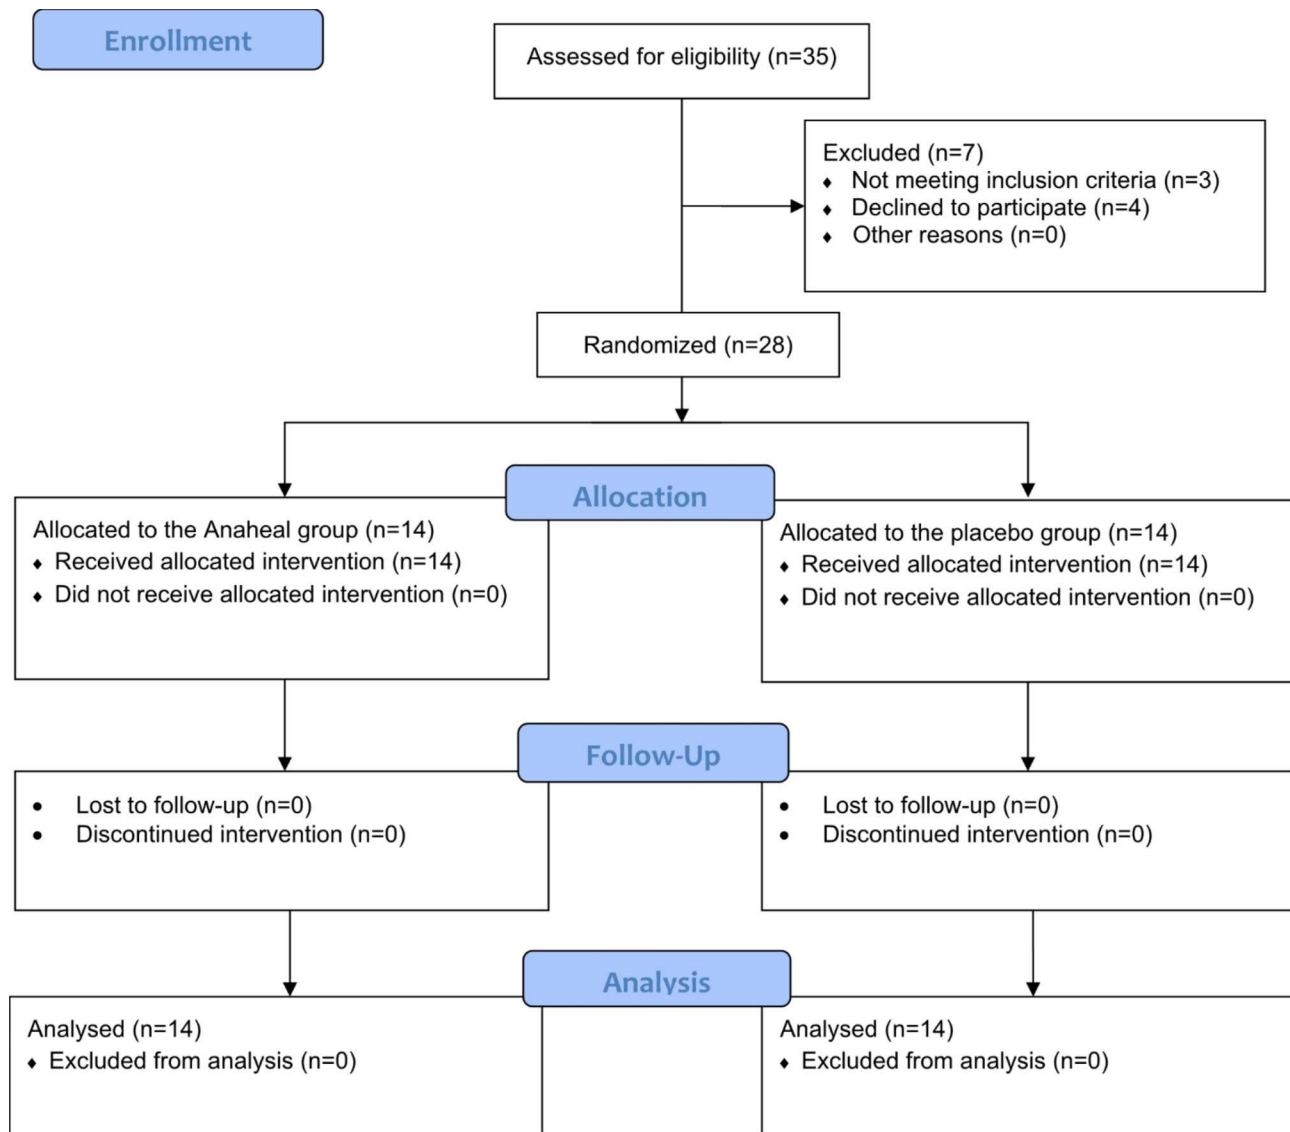 Enrollment
Assessed for eligibility (n=35)
Excluded (n=7)
♦ Not meeting inclusion criteria (n=3)
♦ Declined to participate (n=4)
♦ Other reasons (n=0)
Randomized (n=28)
Allocation
Allocated to the Anaheal group (n=14)
♦ Received allocated intervention (n=14)
♦ Did not receive allocated intervention (n=0)
Allocated to the placebo group (n=14)
♦ Received allocated intervention (n=14)
♦ Did not receive allocated intervention (n=0)
Follow-Up
• Lost to follow-up (n=0)
• Discontinued intervention (n=0)
• Lost to follow-up (n=0)
• Discontinued intervention (n=0)
Analysis
Analysed (n=14)
♦ Excluded from analysis (n=0)
Analysed (n=14)
♦ Excluded from analysis (n=0)